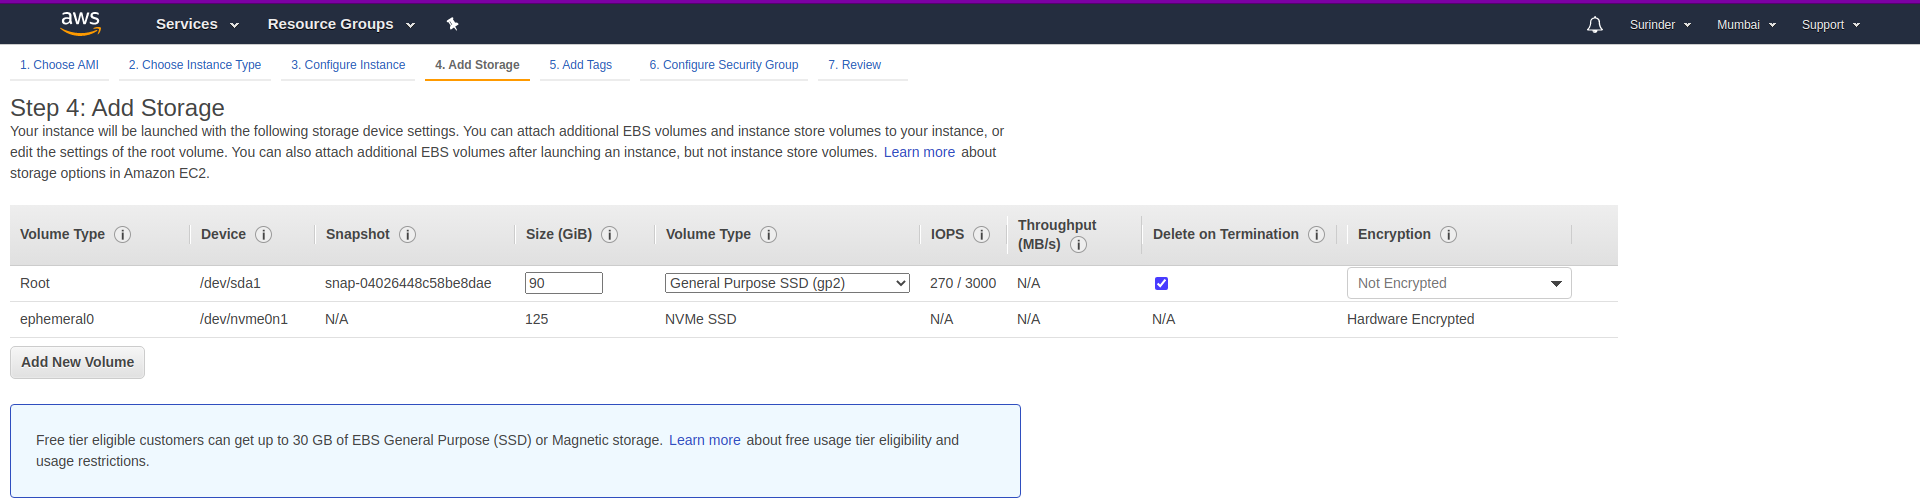 aws Services Resource Groups Surinder Mumbai Support
1. Choose AMI 2. Choose Instance Type 3. Configure Instance 4. Add Storage 5. Add Tags 6. Configure Security Group 7. Review
Step 4: Add Storage
Your instance will be launched with the following storage device settings. You can attach additional EBS volumes and instance store volumes to your instance, or
edit the settings of the root volume. You can also attach additional EBS volumes after launching an instance, but not instance store volumes. Learn more about
storage options in Amazon EC2.
Volume Type i Device i Snapshot i Size (GiB) i Volume Type i IOPS i Throughput (MB/s) i Delete on Termination i Encryption i
Root /dev/sda1 snap-04026448c58be8dae 90 General Purpose SSD (gp2) 270 / 3000 N/A Not Encrypted
ephemeral0 /dev/nvme0n1 N/A 125 NVMe SSD N/A N/A N/A Hardware Encrypted
Add New Volume
Free tier eligible customers can get up to 30 GB of EBS General Purpose (SSD) or Magnetic storage. Learn more about free usage tier eligibility and
usage restrictions.